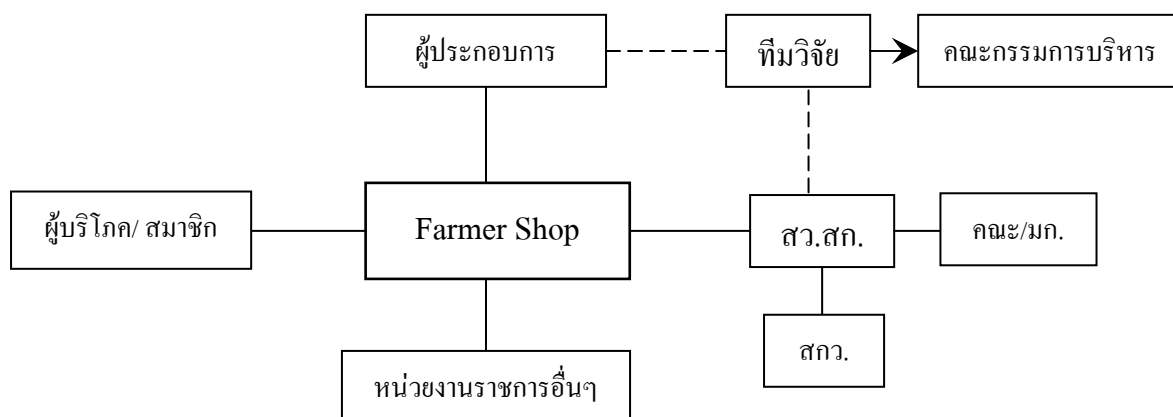 ผู้ประกอบการ
ทีมวิจัย
คณะกรรมการบริหาร
ผู้บริโภค/ สมาชิก
Farmer Shop
สว.สก.
คณะ/มก.
สกว.
หน่วยงานราชการอื่นๆ